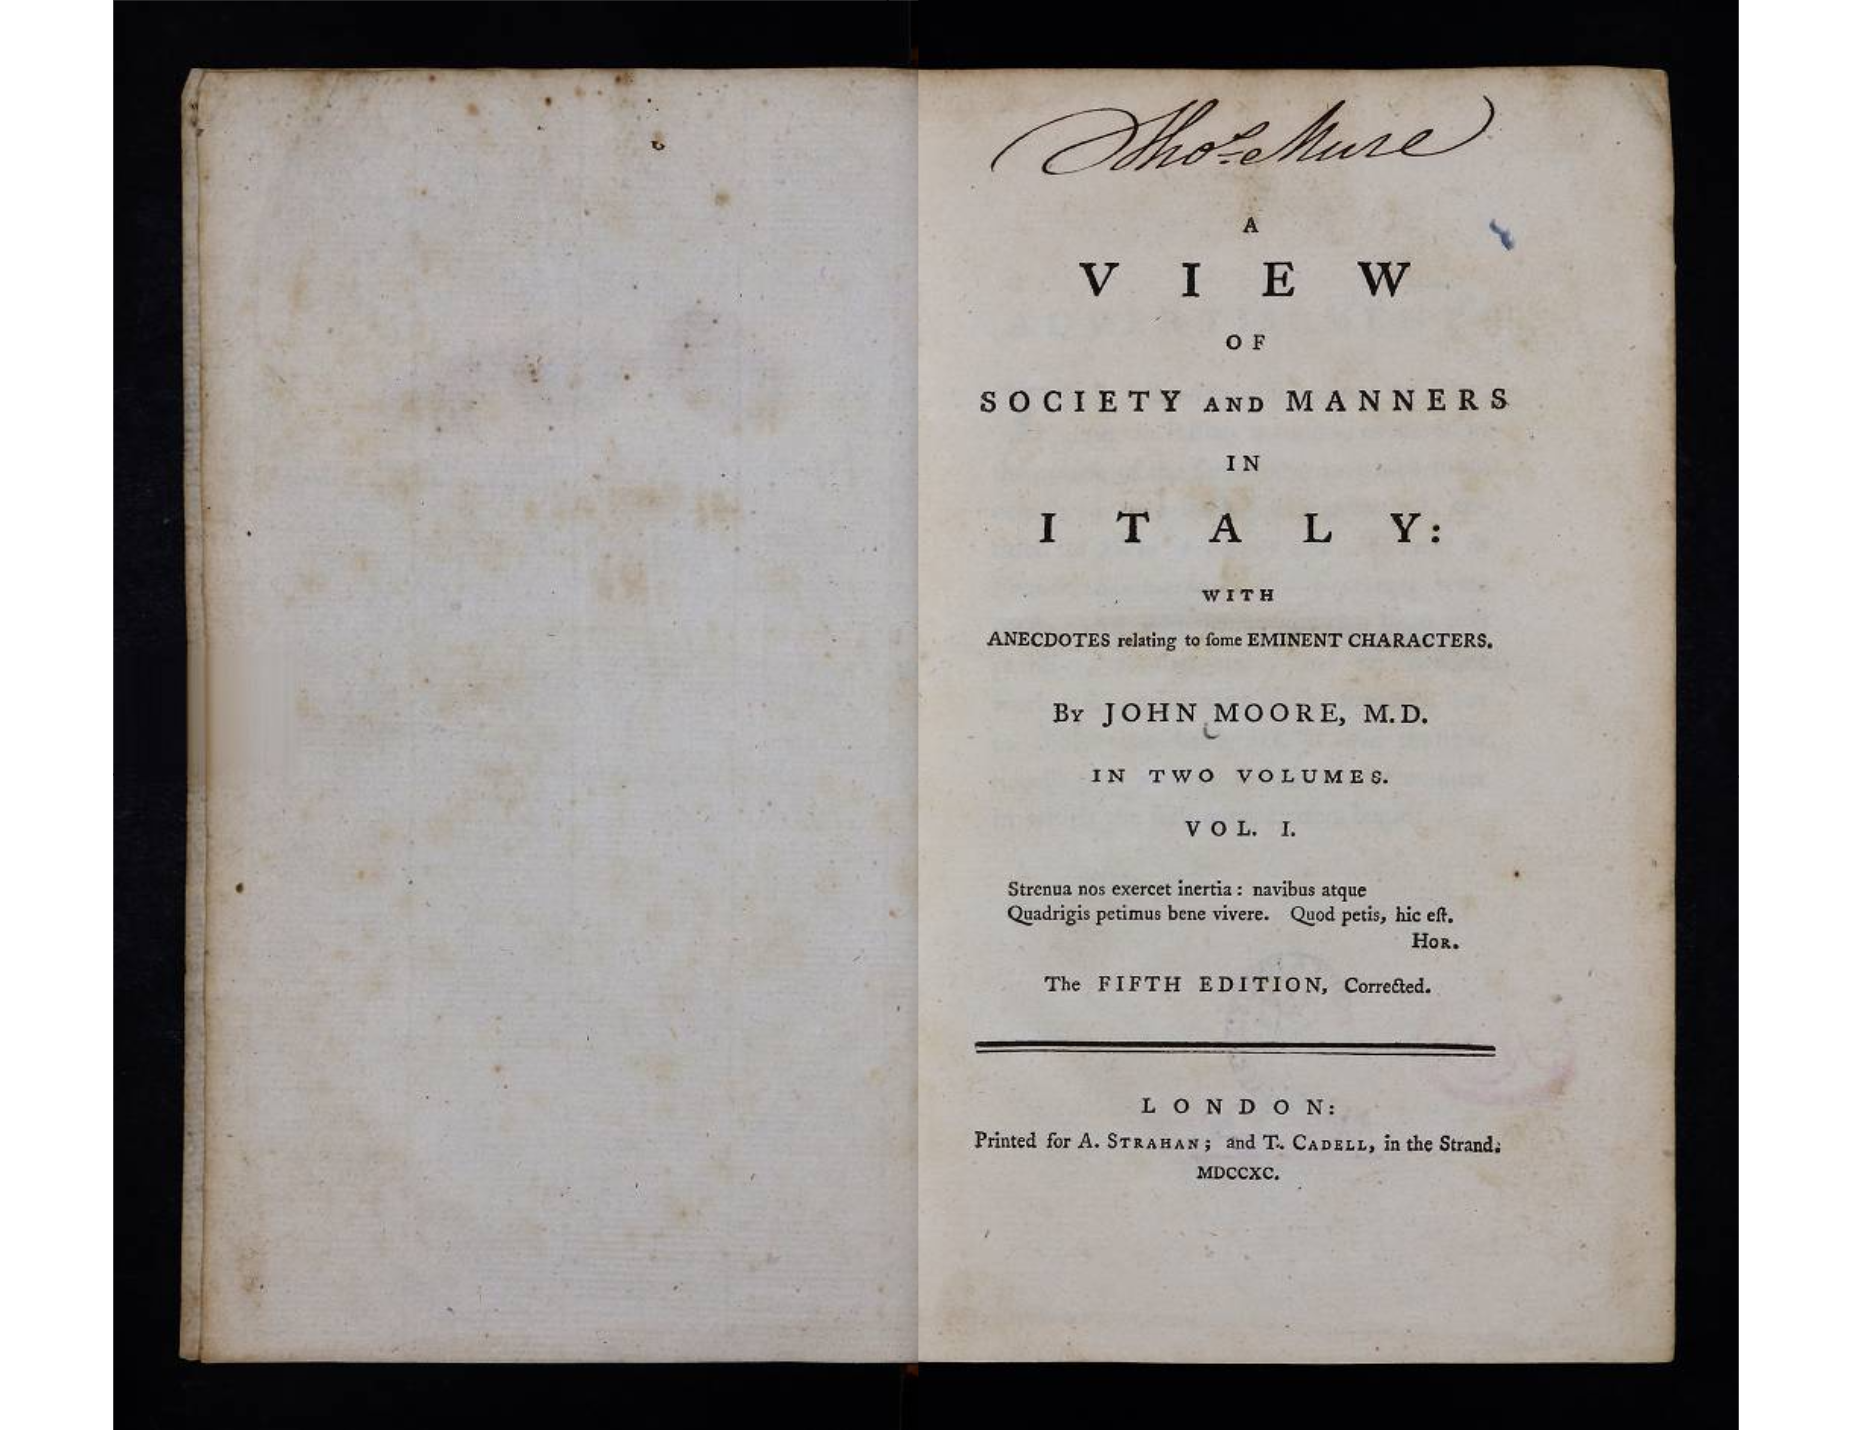 Thos. Mure
A
VIEW
OF
SOCIETY AND MANNERS
IN
ITALY:
WITH
ANECDOTES relating to ſome EMINENT CHARACTERS.
By JOHN MOORE, M.D.
IN TWO VOLUMES.
VOL. I.
Strenua nos exercet inertia : navibus atque
Quadrigis petimus bene vivere. Quod petis, hic eſt.
HOR.
The FIFTH EDITION, Corrected.
LONDON:
Printed for A. STRAHAN ; and T. CADELL, in the Strand.
MDCCXC.